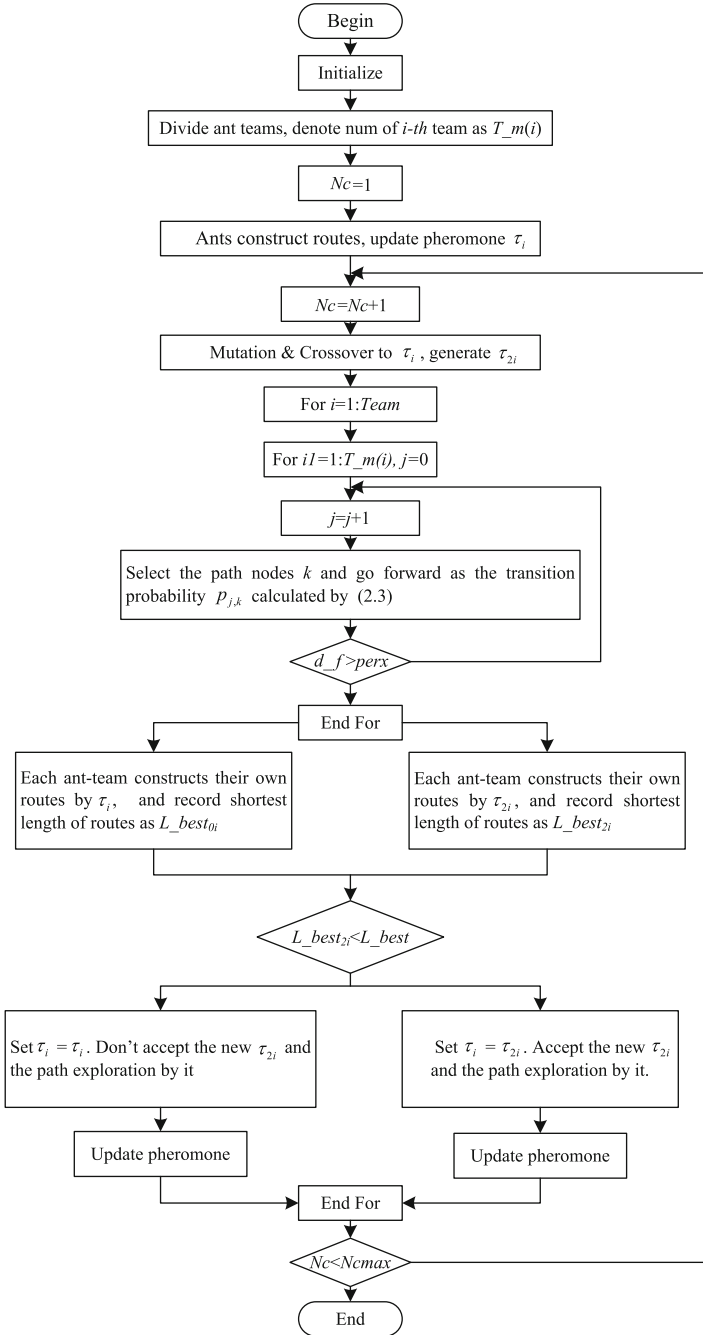 Begin
Initialize
Divide ant teams, denote num of i-th team as T_m(i)
Nc=1
Ants construct routes, update pheromone τi
Nc=Nc+1
Mutation & Crossover to τi , generate τ2i
For i=1:Team
For i1=1:T_m(i), j=0
j=j+1
Select the path nodes k and go forward as the transition
probability pj,k calculated by (2.3)
d_f>perx
End For
Each ant-team constructs their own
routes by τi, and record shortest
length of routes as L_best0i
Each ant-team constructs their own
routes by τ2i, and record shortest
length of routes as L_best2i
L_best2i<L_best
Set τi = τi. Don't accept the new τ2i and
the path exploration by it
Set τi = τ2i. Accept the new τ2i
and the path exploration by it.
Update pheromone
Update pheromone
End For
Nc<Ncmax
End